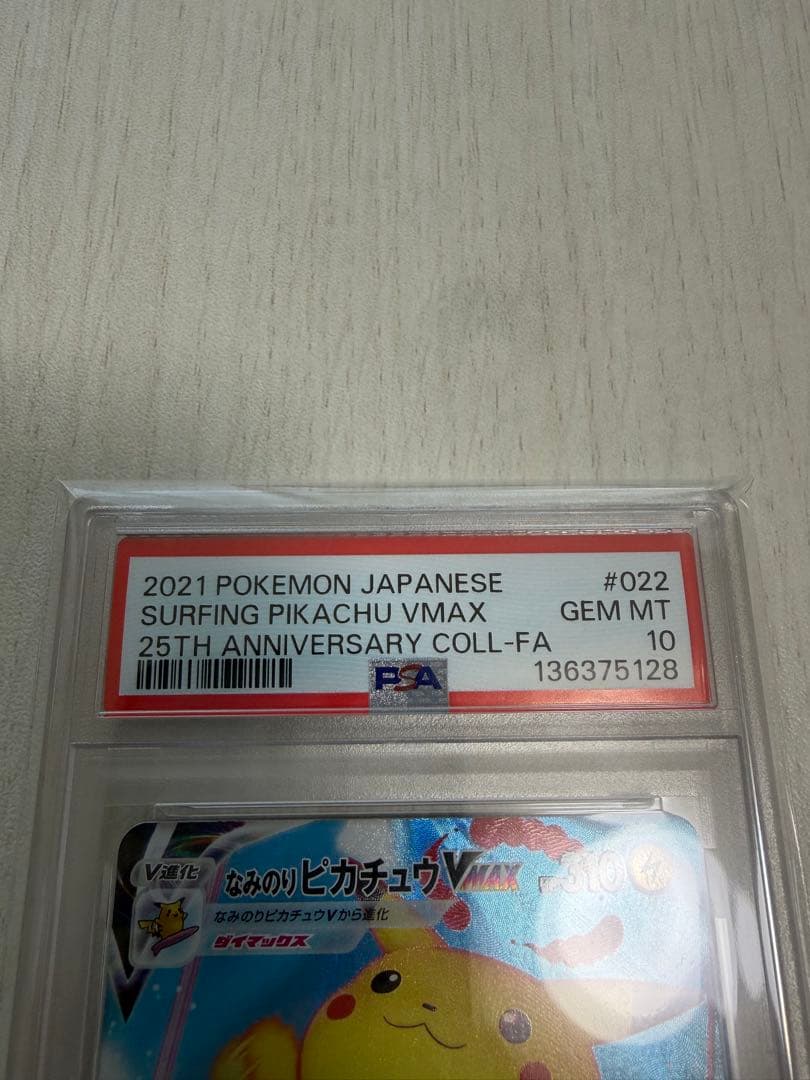 2021 POKEMON JAPANESE #022
SURFING PIKACHU VMAX GEM MT
25TH ANNIVERSARY COLL-FA 10
PSA 136375128
V進化 なみのりピカチュウVMAX HP310
なみのりピカチュウVから進化
ダイマックス